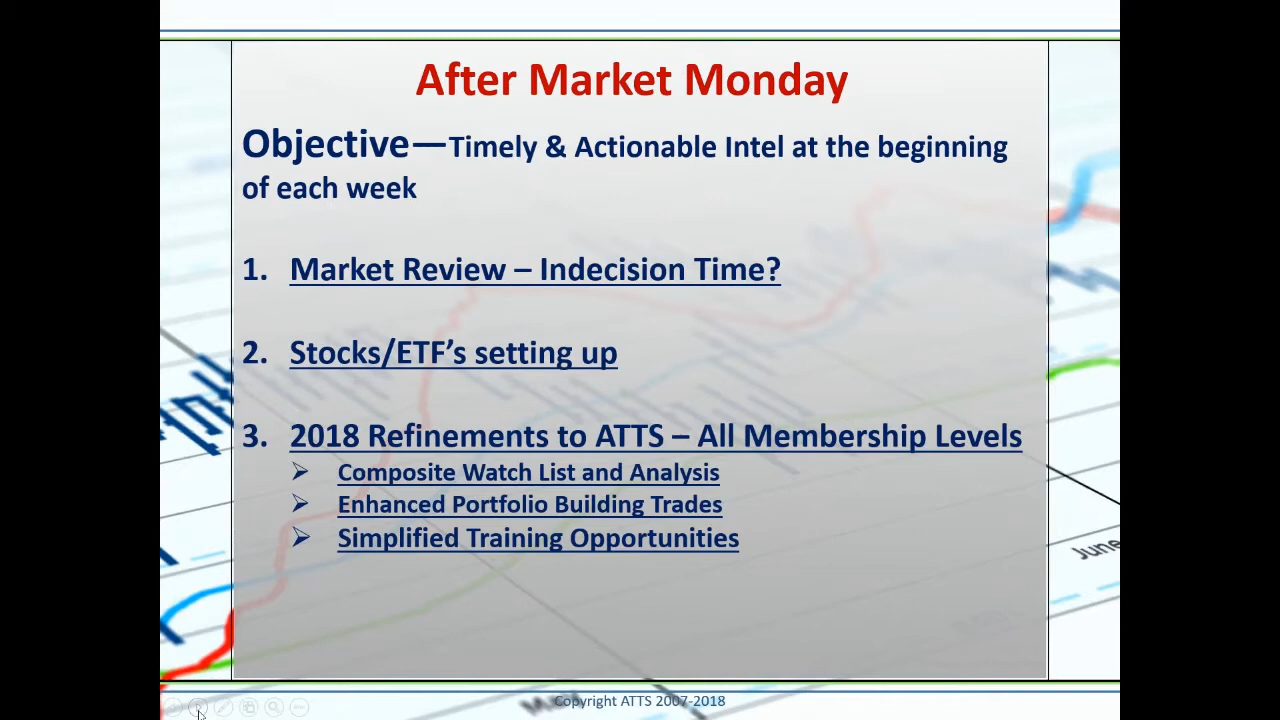 After Market Monday
Objective—Timely & Actionable Intel at the beginning
of each week
1. Market Review – Indecision Time?
2. Stocks/ETF’s setting up
3. 2018 Refinements to ATTS – All Membership Levels
➢ Composite Watch List and Analysis
➢ Enhanced Portfolio Building Trades
➢ Simplified Training Opportunities
June
Copyright ATTS 2007-2018